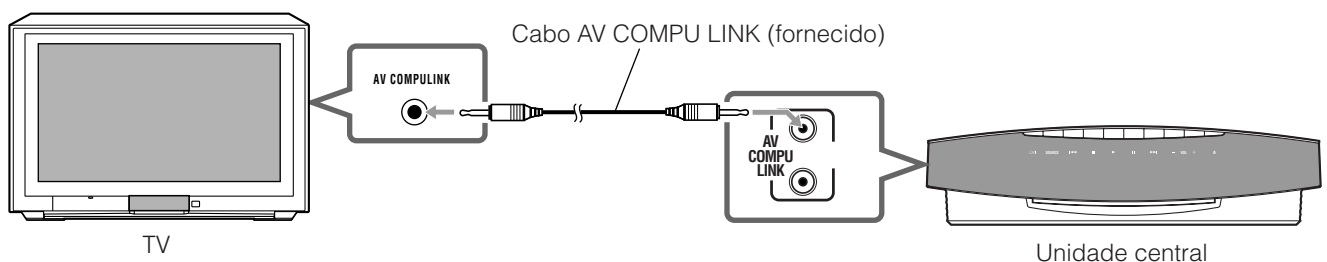 Cabo AV COMPU LINK (fornecido)
AV COMPULINK
AV
COMPU
LINK
TV
Unidade central